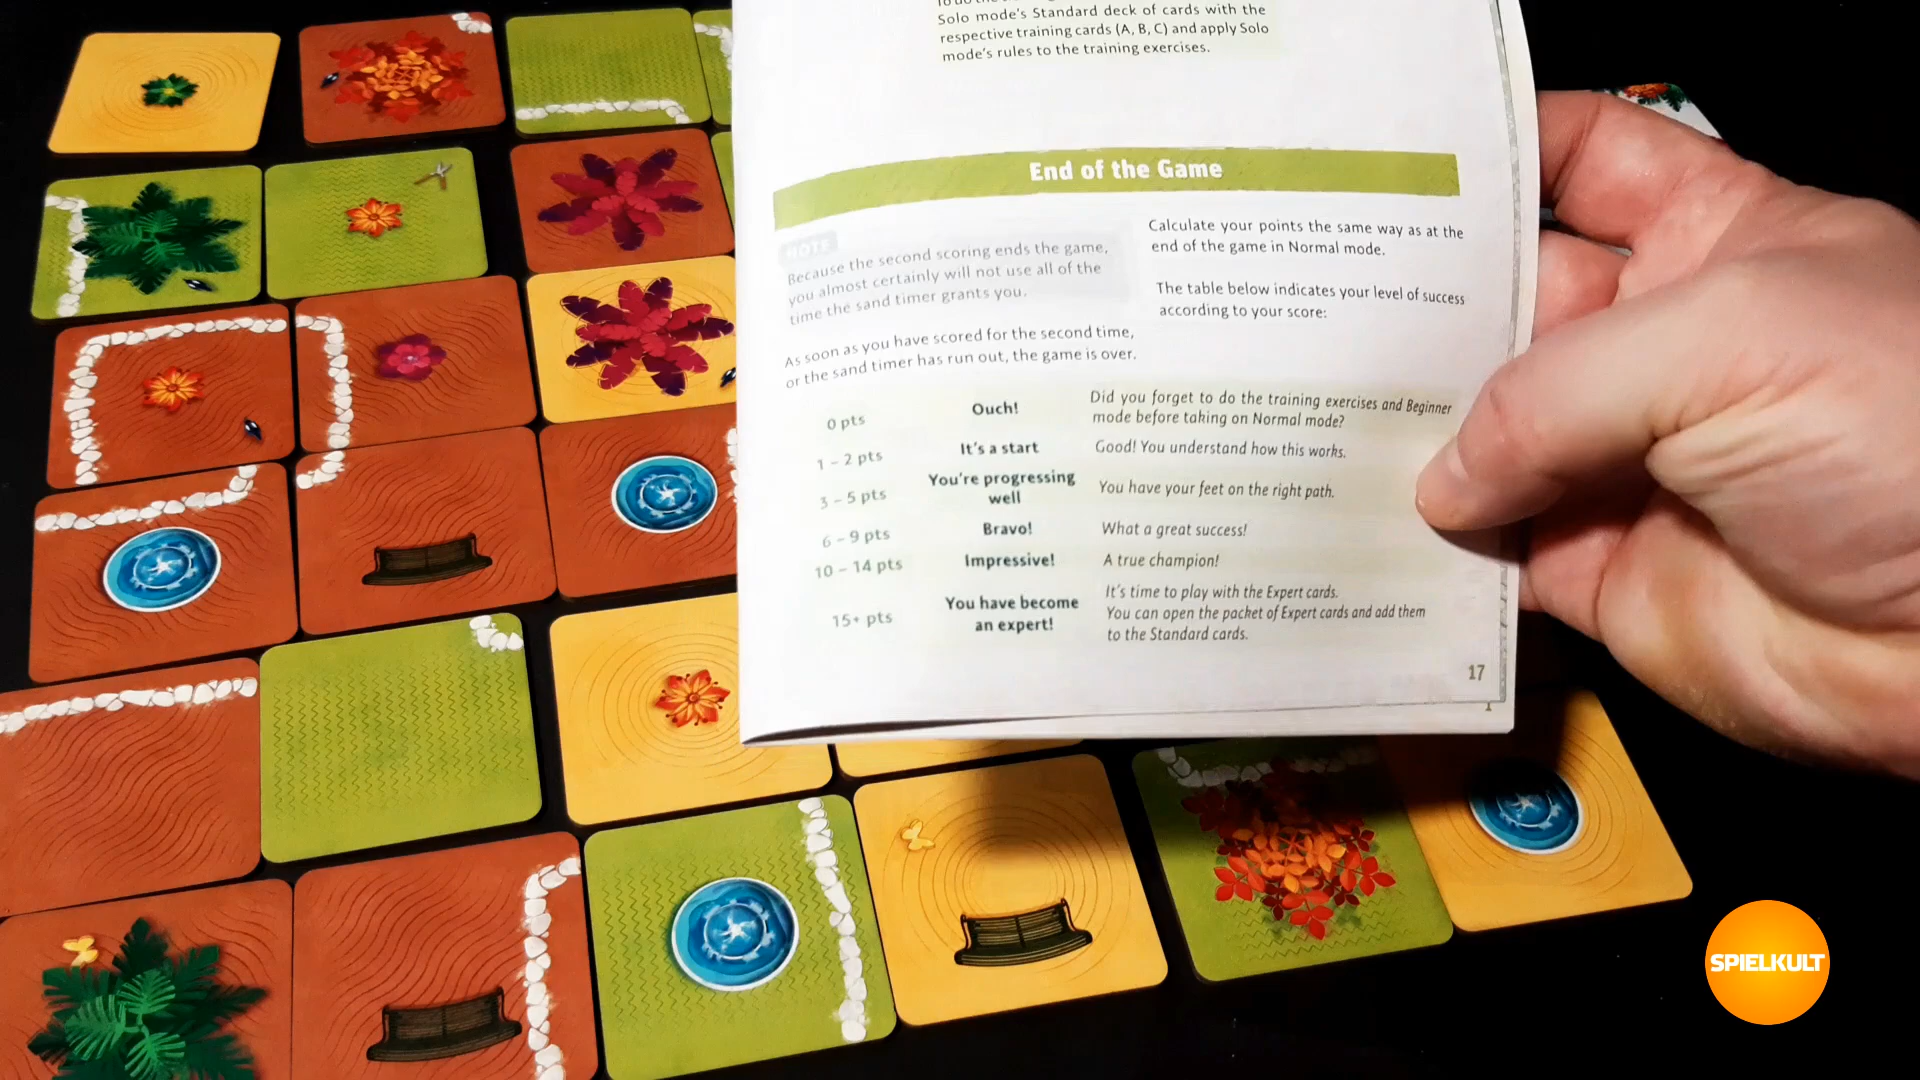 Solo mode's Standard deck of cards with the
respective training cards (A, B, C) and apply Solo
mode's rules to the training exercises.
End of the Game
NOTE
Because the second scoring ends the game,
you almost certainly will not use all of the
time the sand timer grants you.
As soon as you have scored for the second time,
or the sand timer has run out, the game is over.
Calculate your points the same way as at the
end of the game in Normal mode.
The table below indicates your level of success
according to your score:
0 pts Ouch! Did you forget to do the training exercises and Beginner
mode before taking on Normal mode?
1 – 2 pts It's a start Good! You understand how this works.
3 – 5 pts You're progressing
well You have your feet on the right path.
6 – 9 pts Bravo! What a great success!
10 – 14 pts Impressive! A true champion!
15+ pts You have become
an expert! It's time to play with the Expert cards.
You can open the packet of Expert cards and add them
to the Standard cards.
17
SPIELKULT